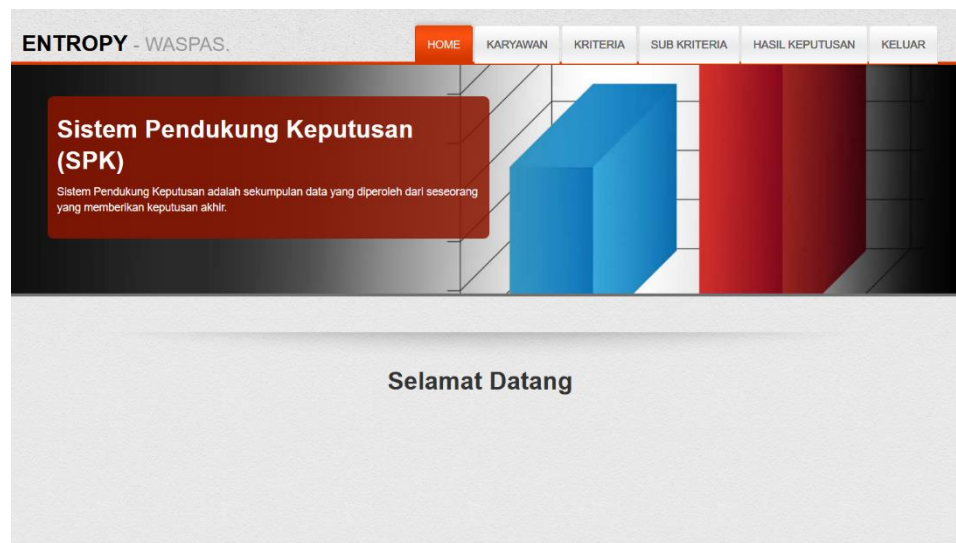 ENTROPY - WASPAS.
HOME KARYAWAN KRITERIA SUB KRITERIA HASIL KEPUTUSAN KELUAR
Sistem Pendukung Keputusan
(SPK)
Sistem Pendukung Keputusan adalah sekumpulan data yang diperoleh dari seseorang
yang memberikan keputusan akhir.
Selamat Datang